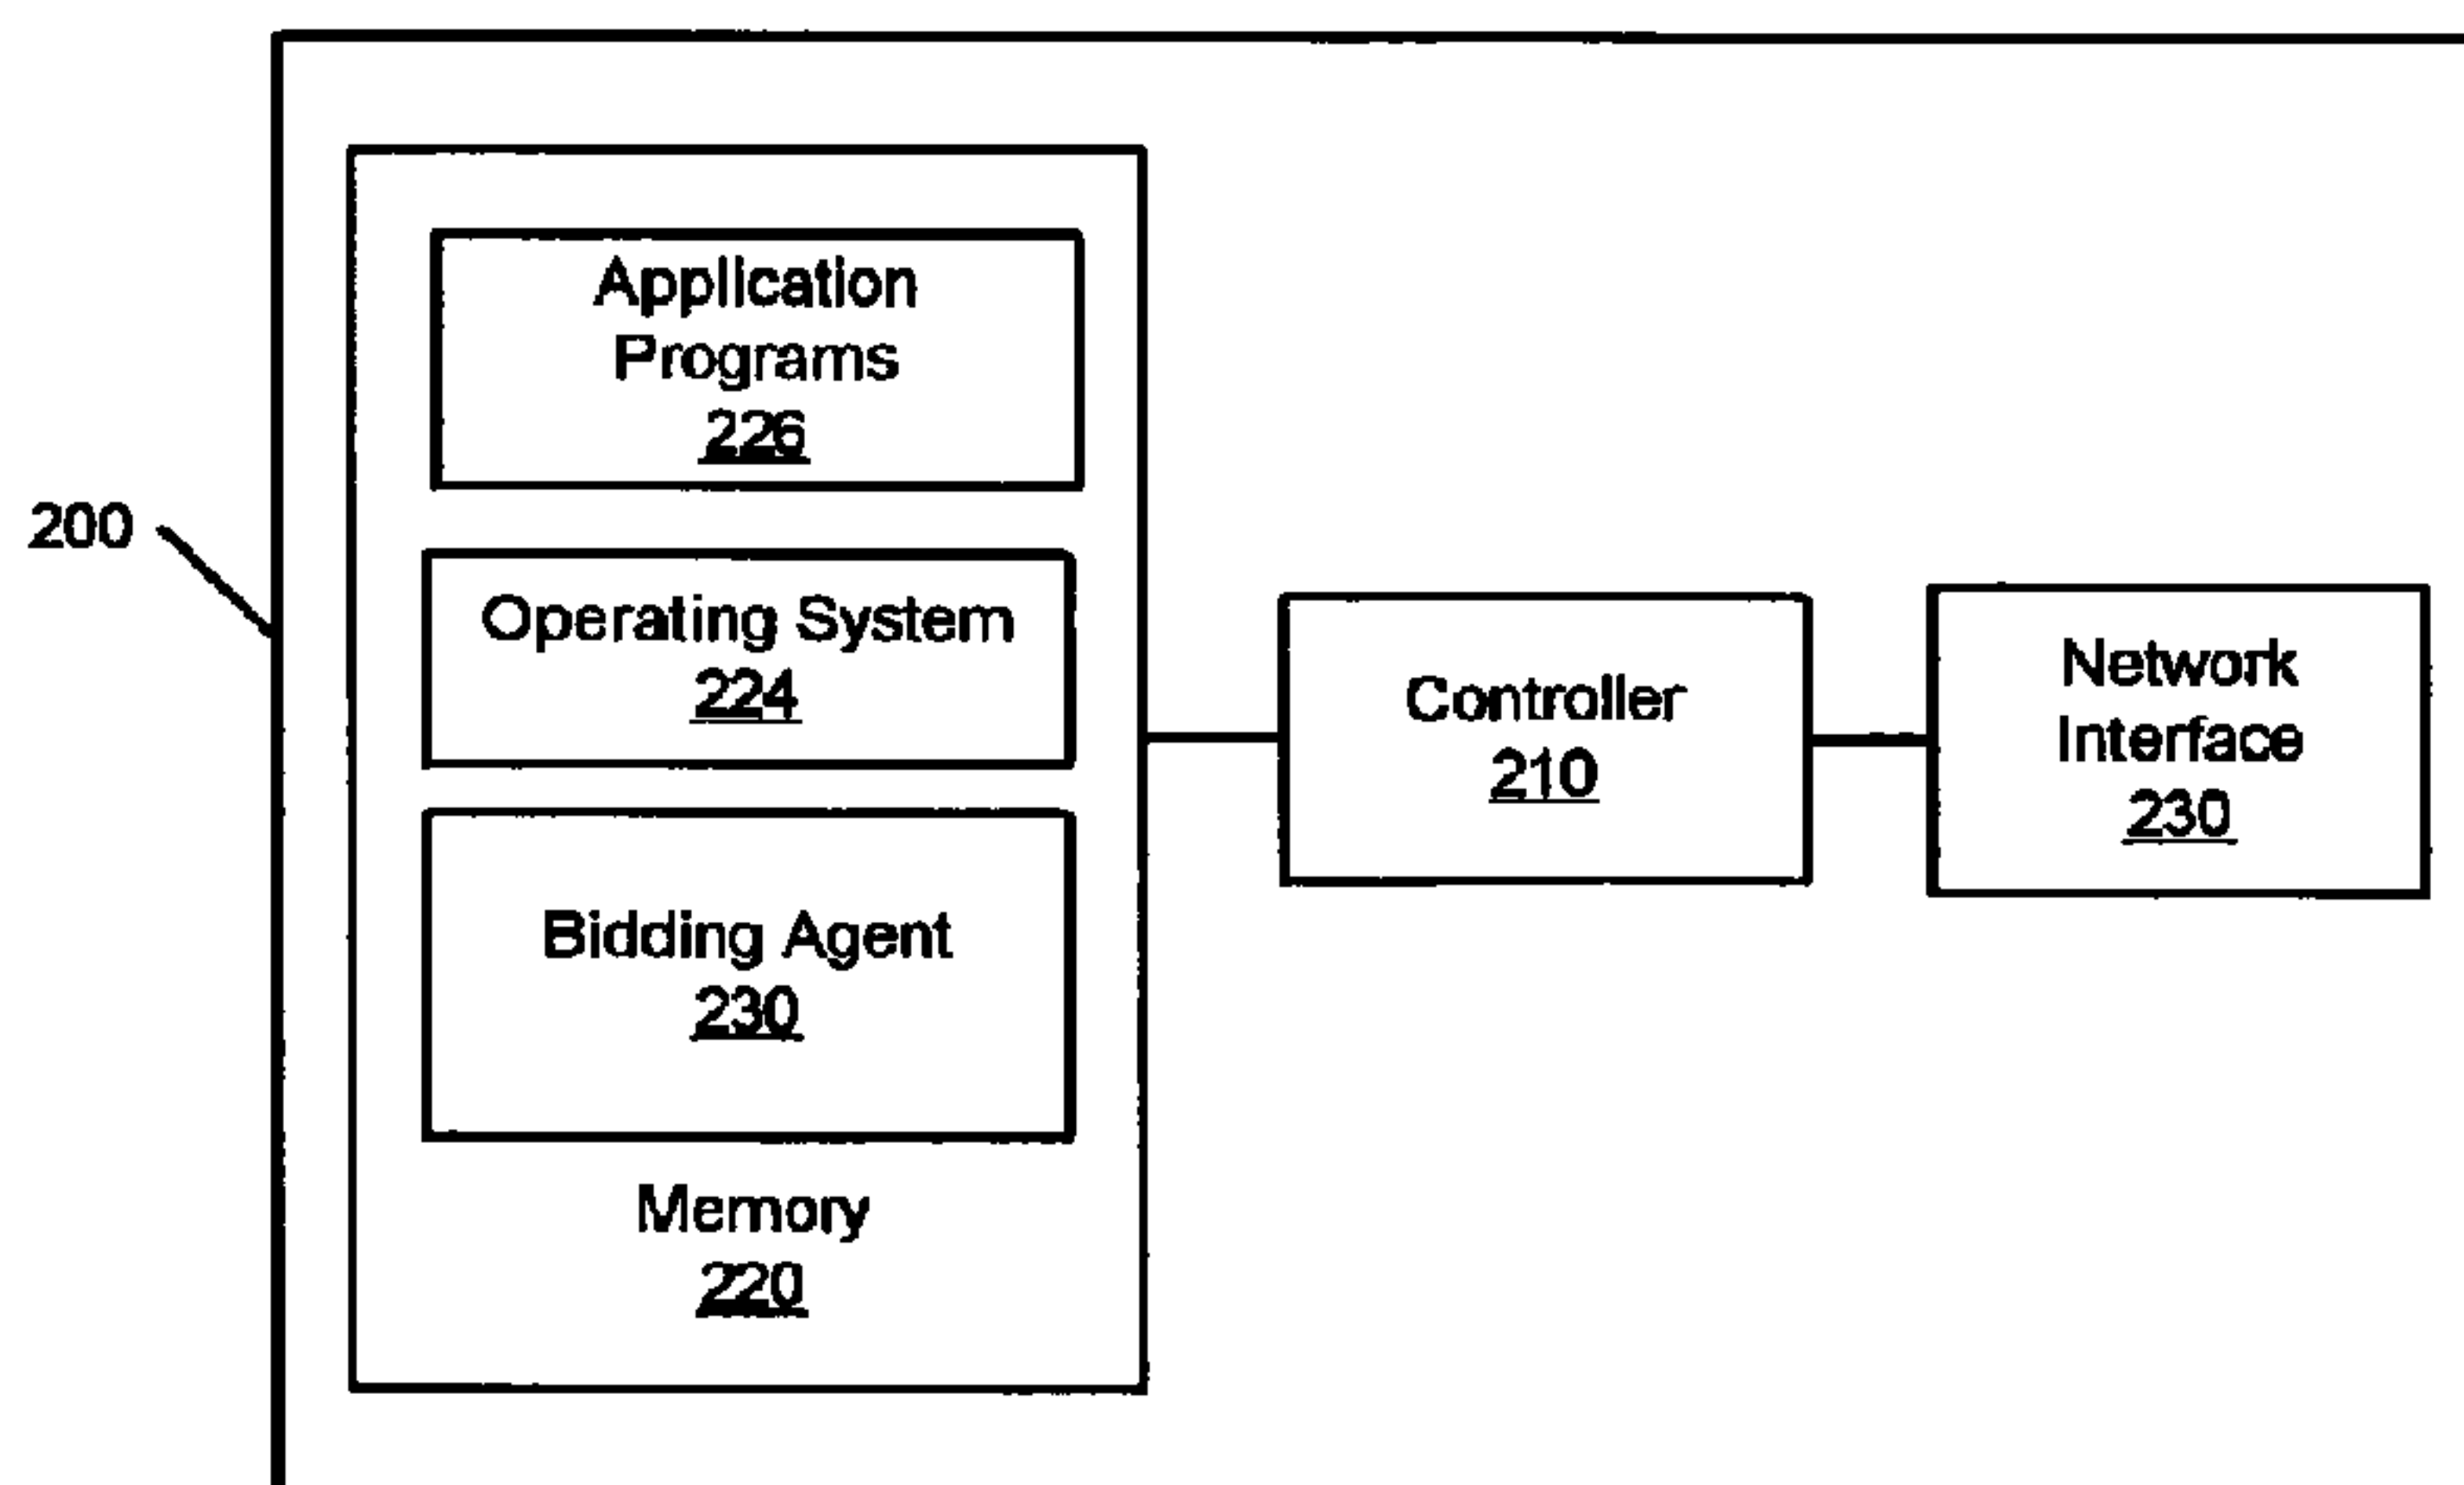 Application
Programs
226
200
Operating System
224
Controller
210
Network
Interface
230
Bidding Agent
230
Memory
220